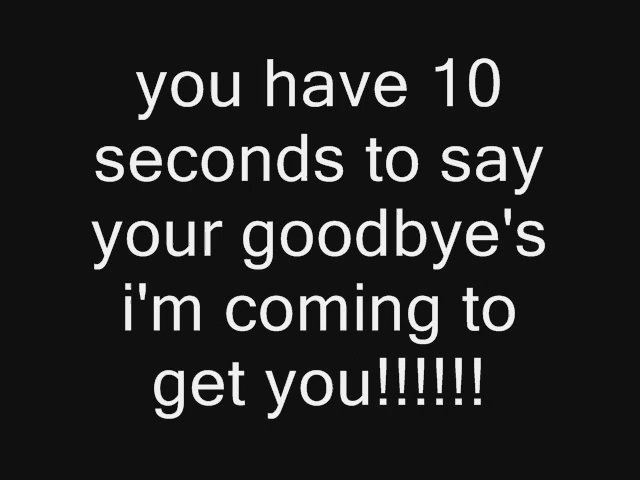 you have 10
seconds to say
your goodbye's
i'm coming to
get you!!!!!!